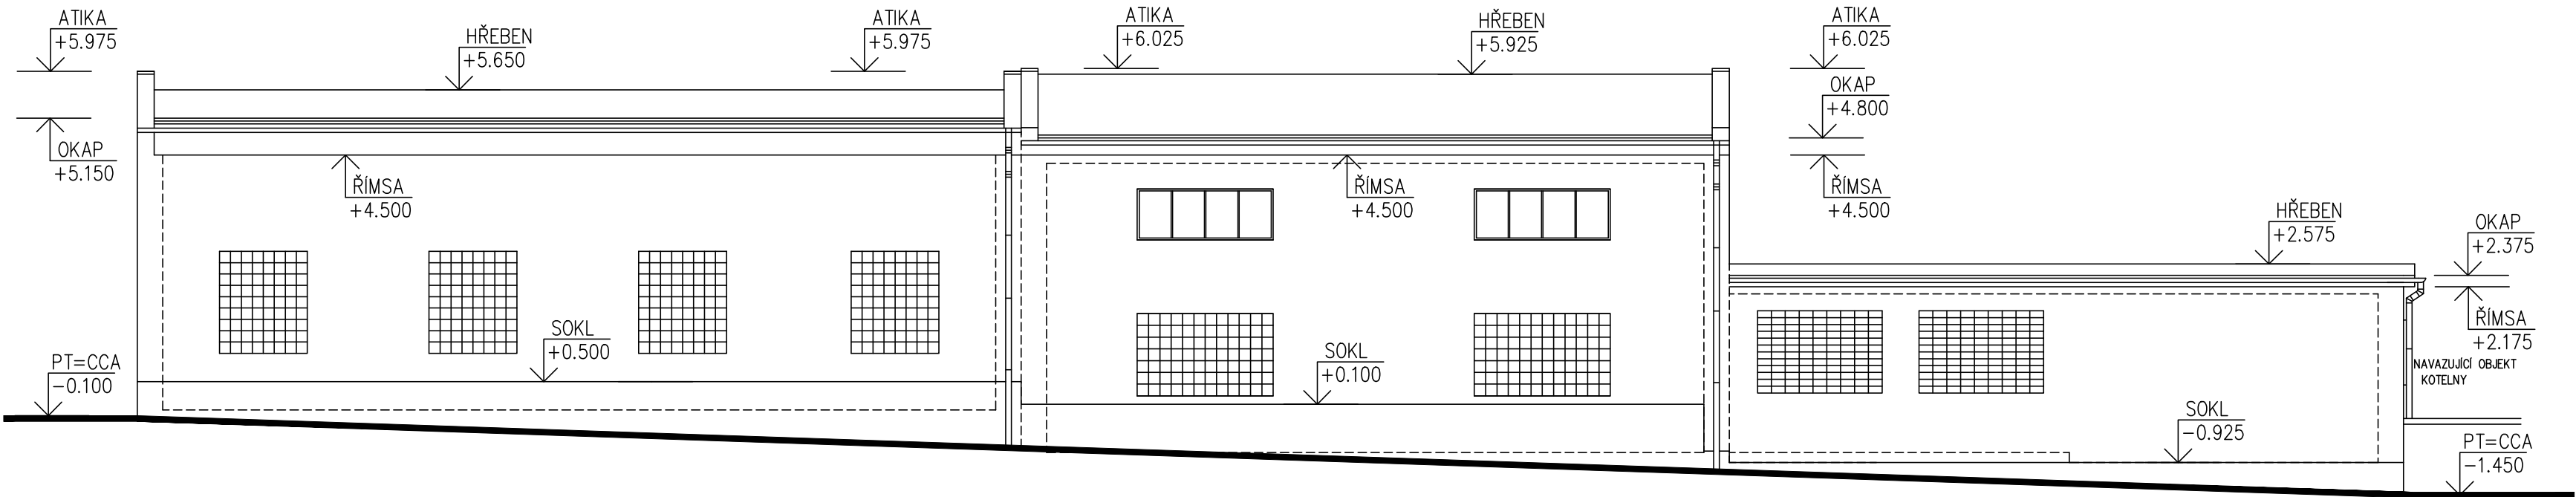 ATIKA
+5.975
HŘEBEN
+5.650
ATIKA
+5.975
ATIKA
+6.025
HŘEBEN
+5.925
ATIKA
+6.025
OKAP
+4.800
OKAP
+5.150
ŘÍMSA
+4.500
ŘÍMSA
+4.500
ŘÍMSA
+4.500
HŘEBEN
+2.575
OKAP
+2.375
ŘÍMSA
+2.175
SOKL
+0.500
SOKL
+0.100
PT=CCA
-0.100
NAVAZUJÍCÍ OBJEKT
KOTELNY
SOKL
-0.925
PT=CCA
-1.450